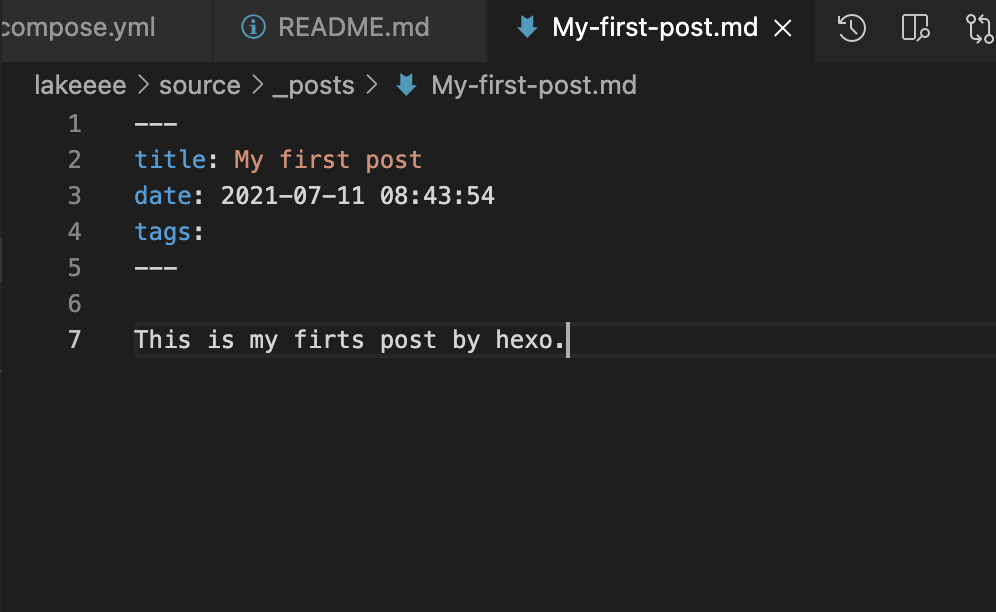 compose.yml README.md My-first-post.md
lakeeee > source > _posts > My-first-post.md
1 ---
2 title: My first post
3 date: 2021-07-11 08:43:54
4 tags:
5 ---
6
7 This is my firts post by hexo.